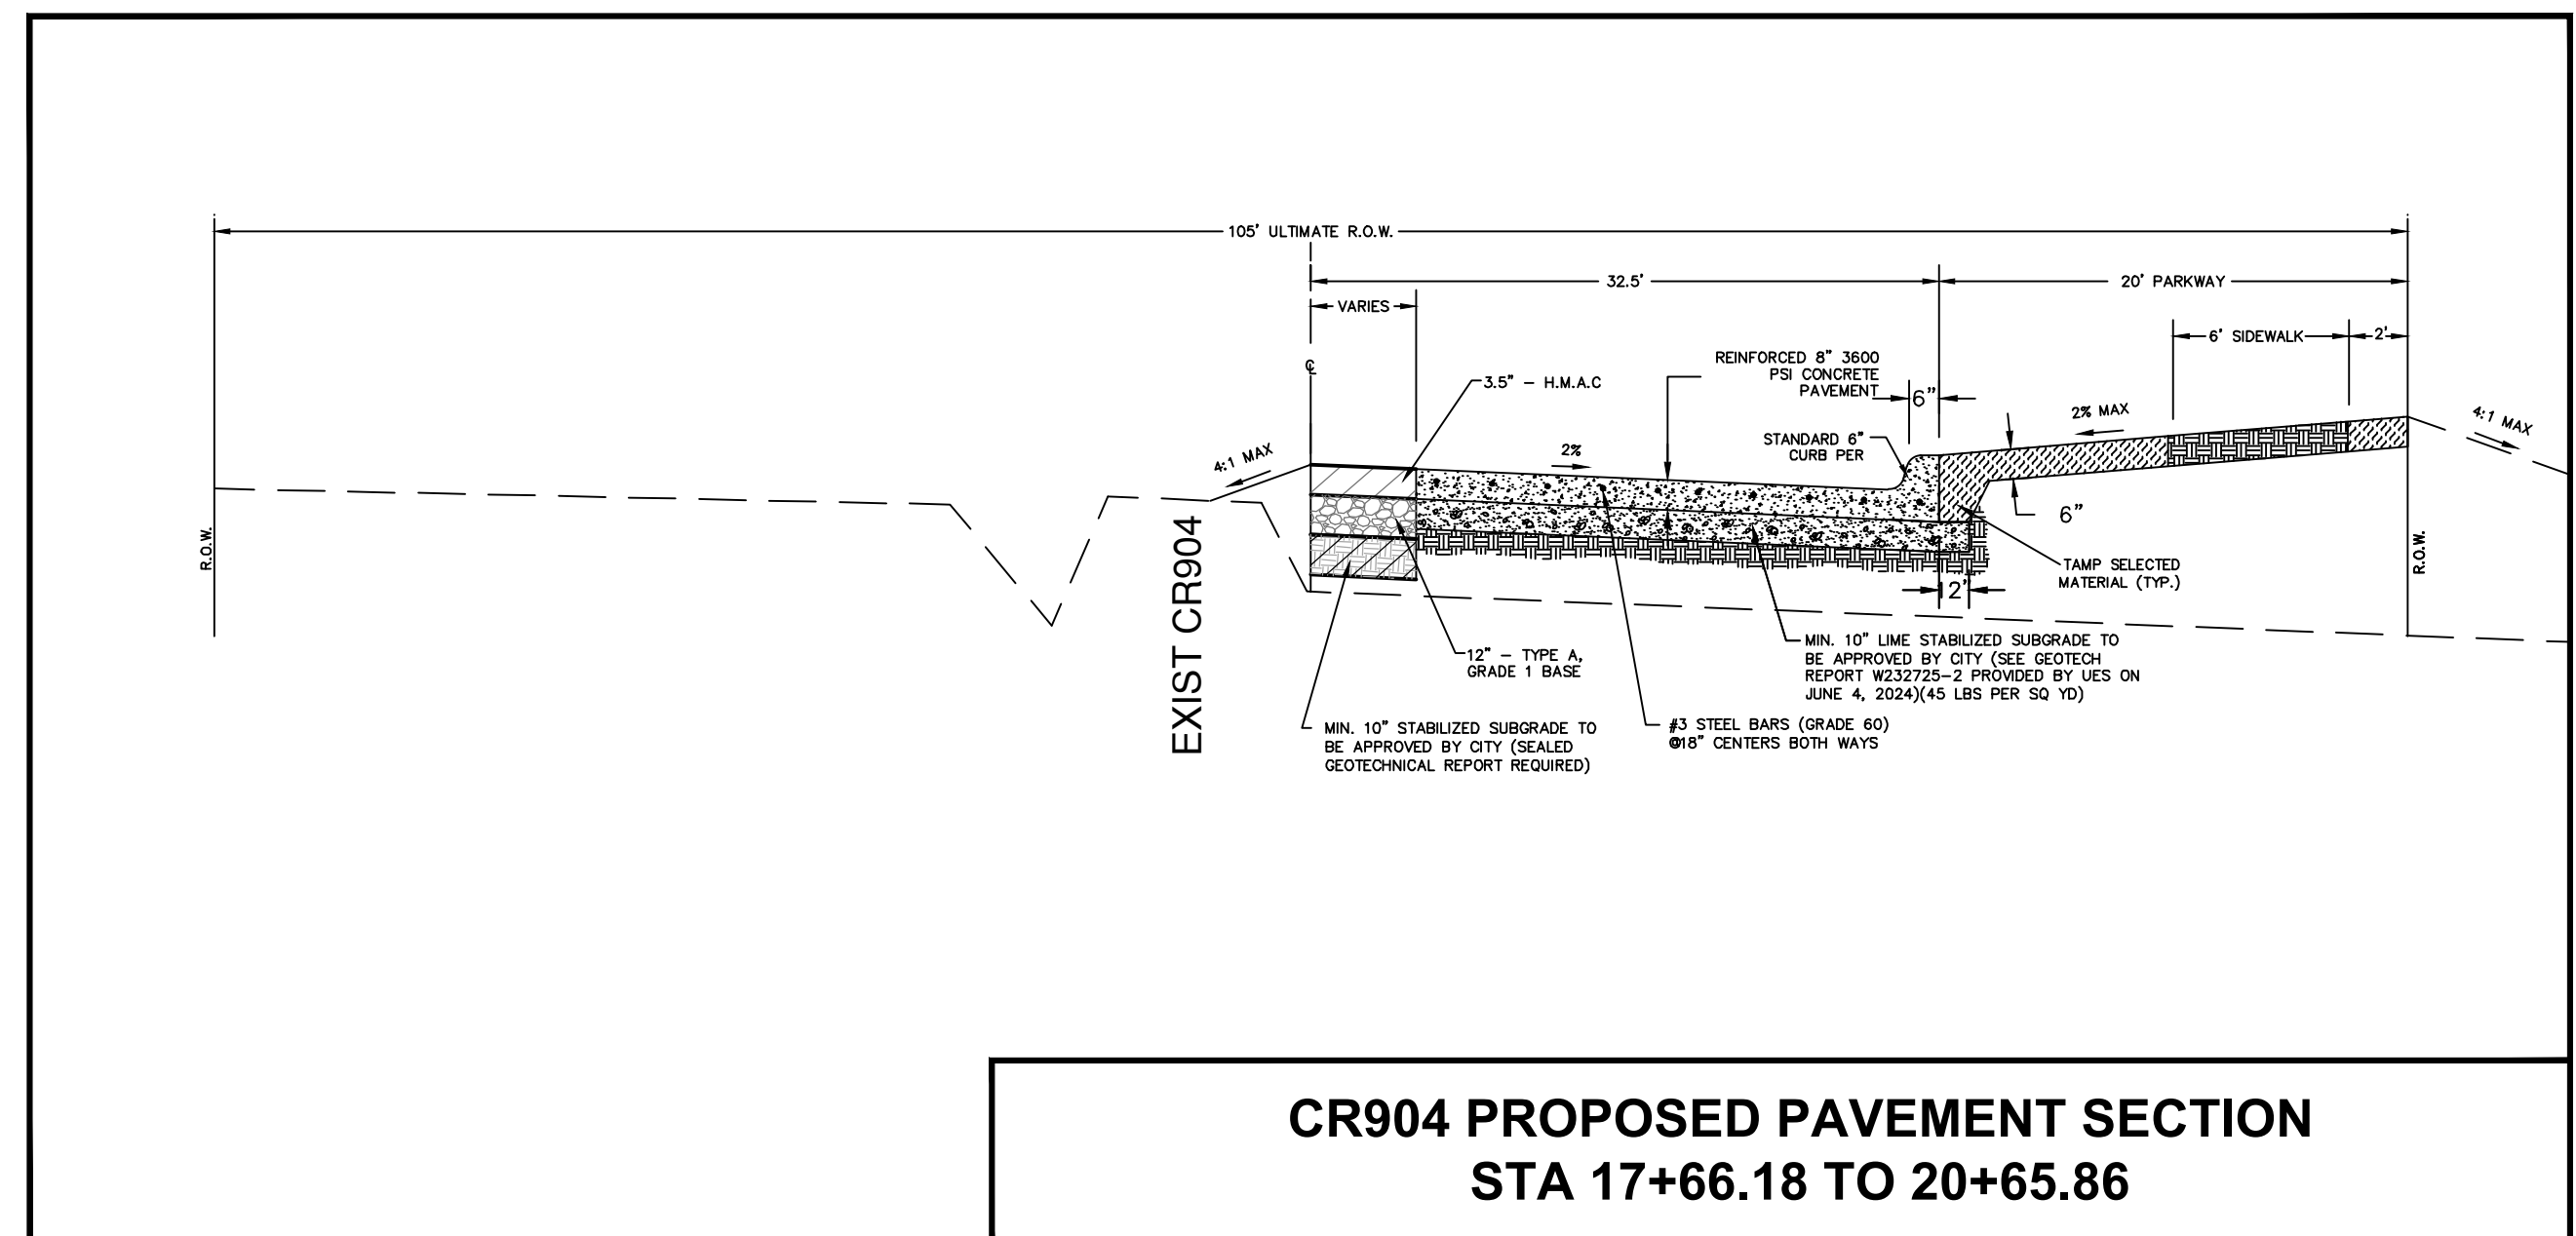 105' ULTIMATE R.O.W.
32.5'
20' PARKWAY
VARIES
6' SIDEWALK
2'
REINFORCED 8" 3600
PSI CONCRETE
PAVEMENT
6"
℄
3.5" - H.M.A.C
2% MAX
4:1 MAX
STANDARD 6"
CURB PER
4:1 MAX
2%
6"
R.O.W.
R.O.W.
EXIST CR904
TAMP SELECTED
MATERIAL (TYP.)
2'
12" - TYPE A,
GRADE 1 BASE
MIN. 10" LIME STABILIZED SUBGRADE TO
BE APPROVED BY CITY (SEE GEOTECH
REPORT W232725-2 PROVIDED BY UES ON
JUNE 4, 2024)(45 LBS PER SQ YD)
MIN. 10" STABILIZED SUBGRADE TO
BE APPROVED BY CITY (SEALED
GEOTECHNICAL REPORT REQUIRED)
#3 STEEL BARS (GRADE 60)
@18" CENTERS BOTH WAYS
CR904 PROPOSED PAVEMENT SECTION
STA 17+66.18 TO 20+65.86